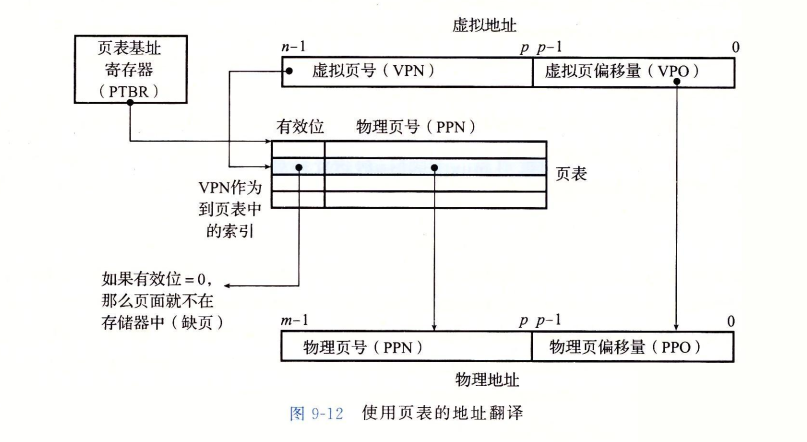 虚拟地址
页表基址
寄存器
（PTBR）
n-1
p p-1
0
虚拟页号（VPN）
虚拟页偏移量（VPO）
有效位
物理页号（PPN）
页表
VPN作为
到页表中
的索引
如果有效位=0，
那么页面就不在
存储器中（缺页）
m-1
p p-1
0
物理页号（PPN）
物理页偏移量（PPO）
物理地址
图 9-12 使用页表的地址翻译